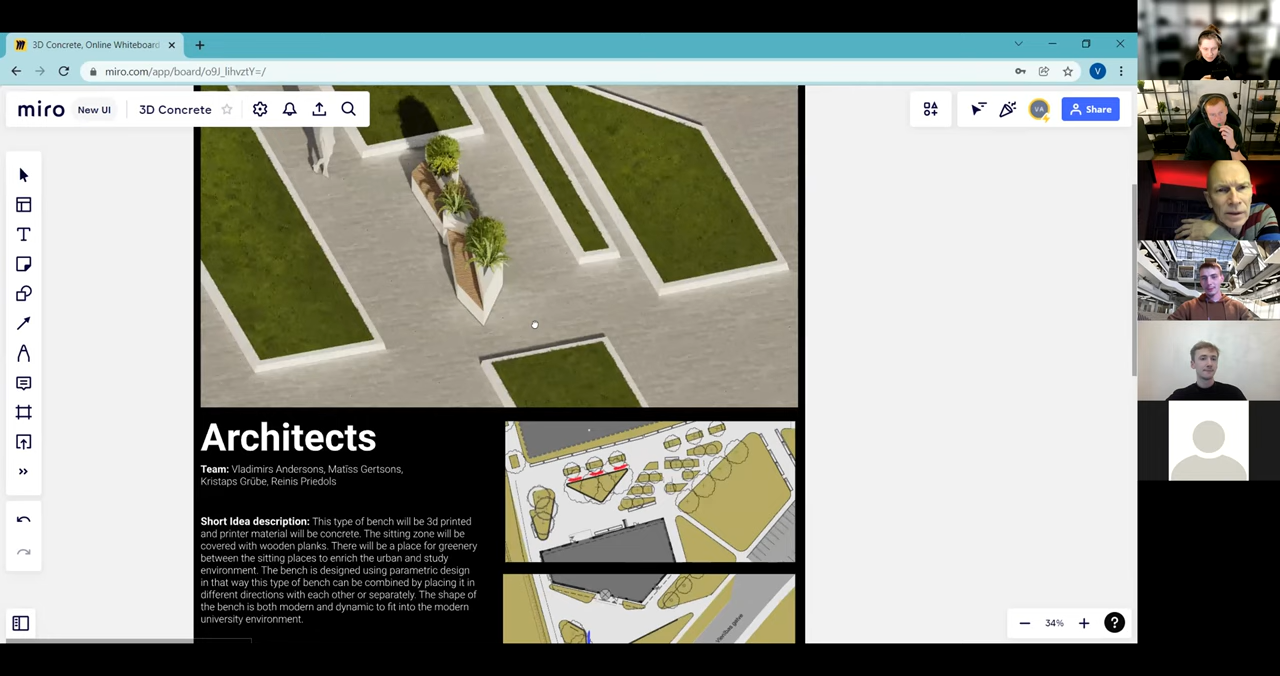 3D Concrete, Online Whiteboard
miro.com/app/board/o9J_lihvztY=/
V
miro
New UI
3D Concrete
VA
Share
Architects
Team: Vladimirs Andersons, Matīss Gertsons,
Kristaps Grūbe, Reinis Priedols
Short Idea description: This type of bench will be 3d printed
and printer material will be concrete. The sitting zone will be
covered with wooden planks. There will be a place for greenery
between the sitting places to enrich the urban and study
environment. The bench is designed using parametric design
in that way this type of bench can be combined by placing it in
different directions with each other or separately. The shape of
the bench is both modern and dynamic to fit into the modern
university environment.
34%